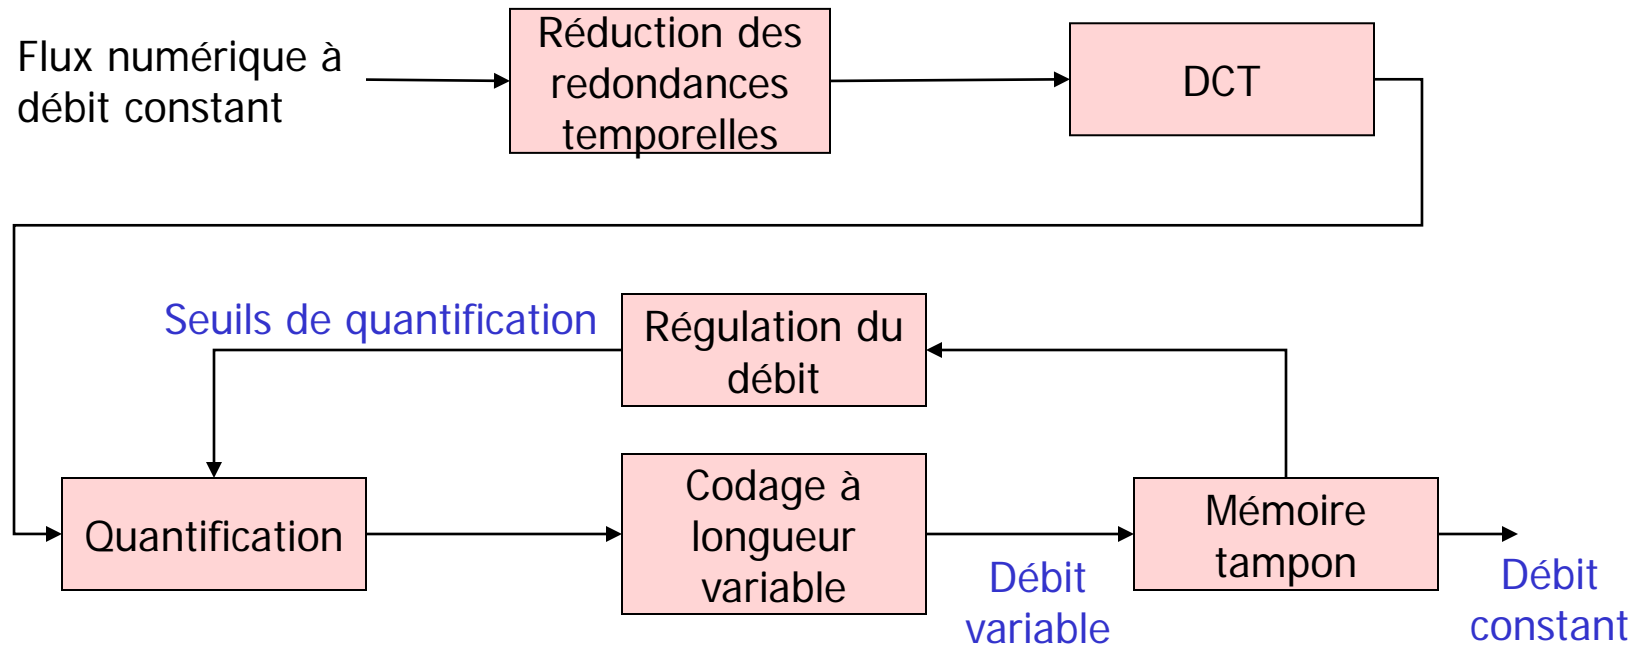 Flux numérique à
débit constant
Réduction des
redondances
temporelles
DCT
Seuils de quantification
Régulation du
débit
Quantification
Codage à
longueur
variable
Débit
variable
Mémoire
tampon
Débit
constant